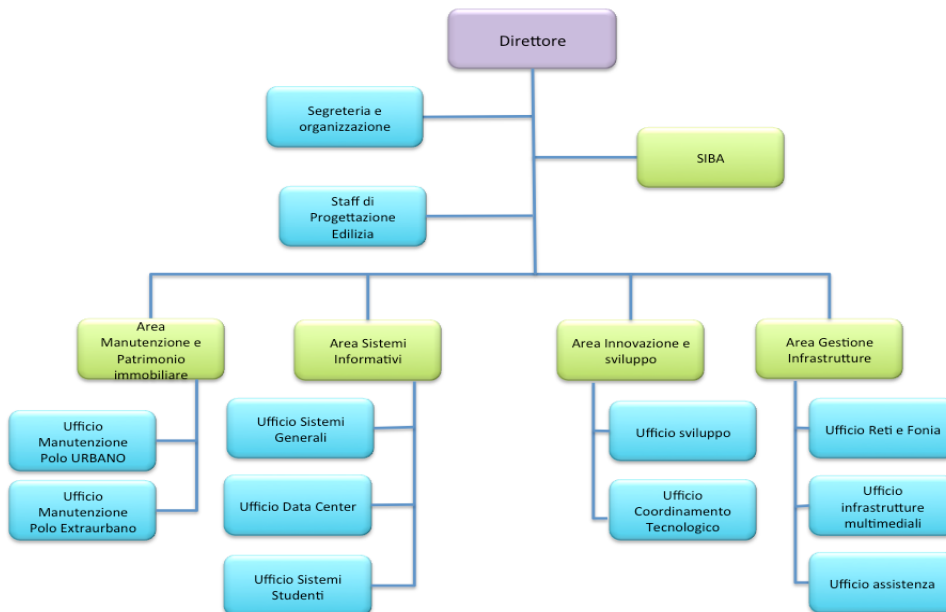 Direttore
Segreteria e
organizzazione
SIBA
Staff di
Progettazione
Edilizia
Area
Manutenzione e
Patrimonio
immobiliare
Area Sistemi
Informativi
Area Innovazione e
sviluppo
Area Gestione
Infrastrutture
Ufficio
Manutenzione
Polo URBANO
Ufficio
Manutenzione
Polo Extraurbano
Ufficio Sistemi
Generali
Ufficio Data Center
Ufficio Sistemi
Studenti
Ufficio sviluppo
Ufficio
Coordinamento
Tecnologico
Ufficio Reti e Fonia
Ufficio
infrastrutture
multimediali
Ufficio assistenza